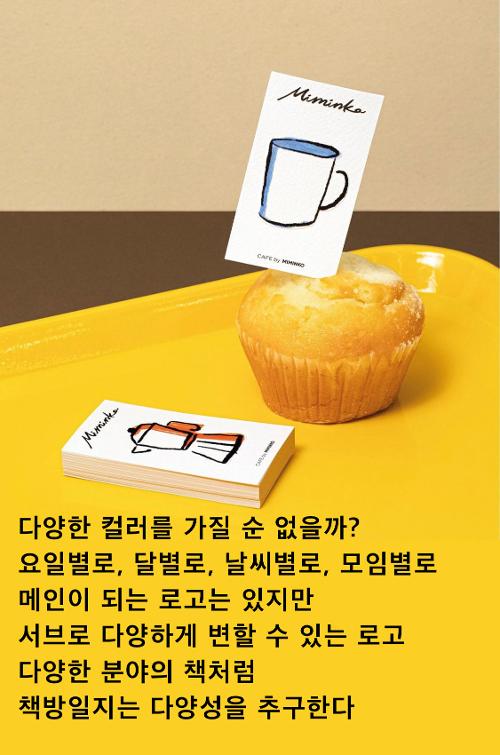 Miminko
CAFE by MIMINKO
Miminko
CAFE by MIMINKO
다양한 컬러를 가질 순 없을까?
요일별로, 달별로, 날씨별로, 모임별로
메인이 되는 로고는 있지만
서브로 다양하게 변할 수 있는 로고
다양한 분야의 책처럼
책방일지는 다양성을 추구한다